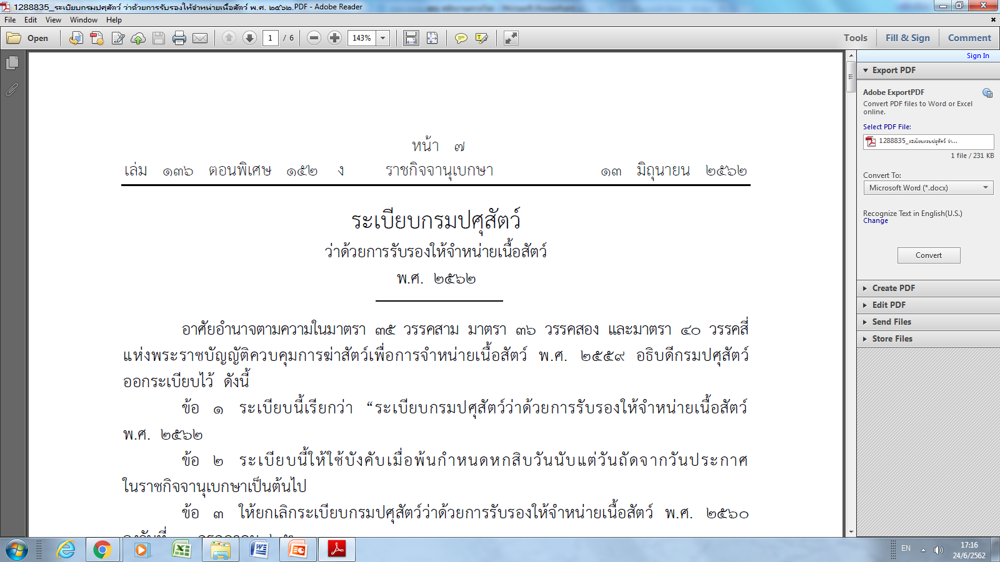 1288835_ระเบียบกรมปศุสัตว์ ว่าด้วยการรับรองให้จำหน่ายเนื้อสัตว์ พ.ศ. ๒๕๖๒.PDF - Adobe Reader
File Edit View Window Help
Open 1 / 6 143% Tools Fill & Sign Comment
Sign In
Export PDF
Adobe ExportPDF
Convert PDF files to Word or Excel
online.
Select PDF File:
1288835_ระเบียบกรมปศุสัตว์ ว่า...
1 file / 231 KB
Convert To:
Microsoft Word (*.docx)
Recognize Text in English(U.S.)
Change
Convert
Create PDF
Edit PDF
Send Files
Store Files
หน้า ๗
เล่ม ๑๓๖ ตอนพิเศษ ๑๕๒ ง ราชกิจจานุเบกษา ๑๓ มิถุนายน ๒๕๖๒
ระเบียบกรมปศุสัตว์
ว่าด้วยการรับรองให้จำหน่ายเนื้อสัตว์
พ.ศ. ๒๕๖๒
อาศัยอำนาจตามความในมาตรา ๓๕ วรรคสาม มาตรา ๓๖ วรรคสอง และมาตรา ๔๐ วรรคสี่
แห่งพระราชบัญญัติควบคุมการฆ่าสัตว์เพื่อการจำหน่ายเนื้อสัตว์ พ.ศ. ๒๕๕๙ อธิบดีกรมปศุสัตว์
ออกระเบียบไว้ ดังนี้
ข้อ ๑ ระเบียบนี้เรียกว่า “ระเบียบกรมปศุสัตว์ว่าด้วยการรับรองให้จำหน่ายเนื้อสัตว์
พ.ศ. ๒๕๖๒
ข้อ ๒ ระเบียบนี้ให้ใช้บังคับเมื่อพ้นกำหนดหกสิบวันนับแต่วันถัดจากวันประกาศ
ในราชกิจจานุเบกษาเป็นต้นไป
ข้อ ๓ ให้ยกเลิกระเบียบกรมปศุสัตว์ว่าด้วยการรับรองให้จำหน่ายเนื้อสัตว์ พ.ศ. ๒๕๖๐
EN 17:16
24/6/2562